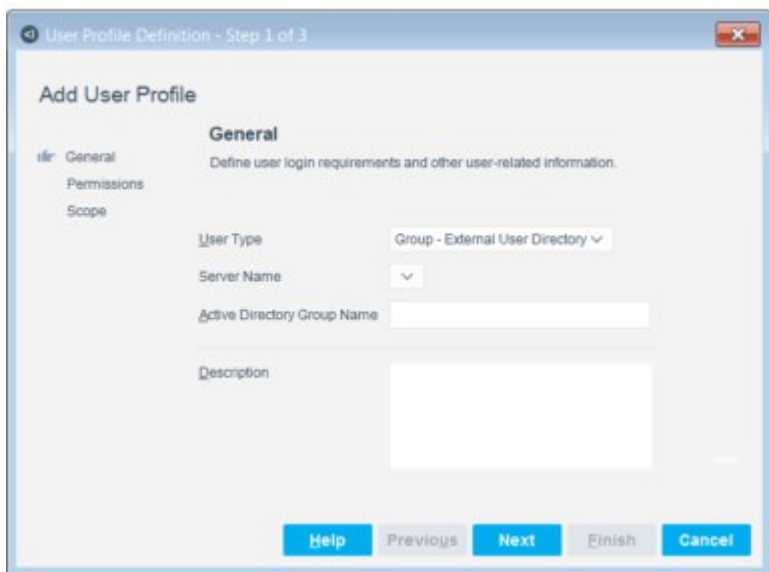 User Profile Definition - Step 1 of 3
Add User Profile
General
Define user login requirements and other user-related information.
General
Permissions
Scope
User Type
Group - External User Directory
Server Name
Active Directory Group Name
Description
Help
Previous
Next
Finish
Cancel